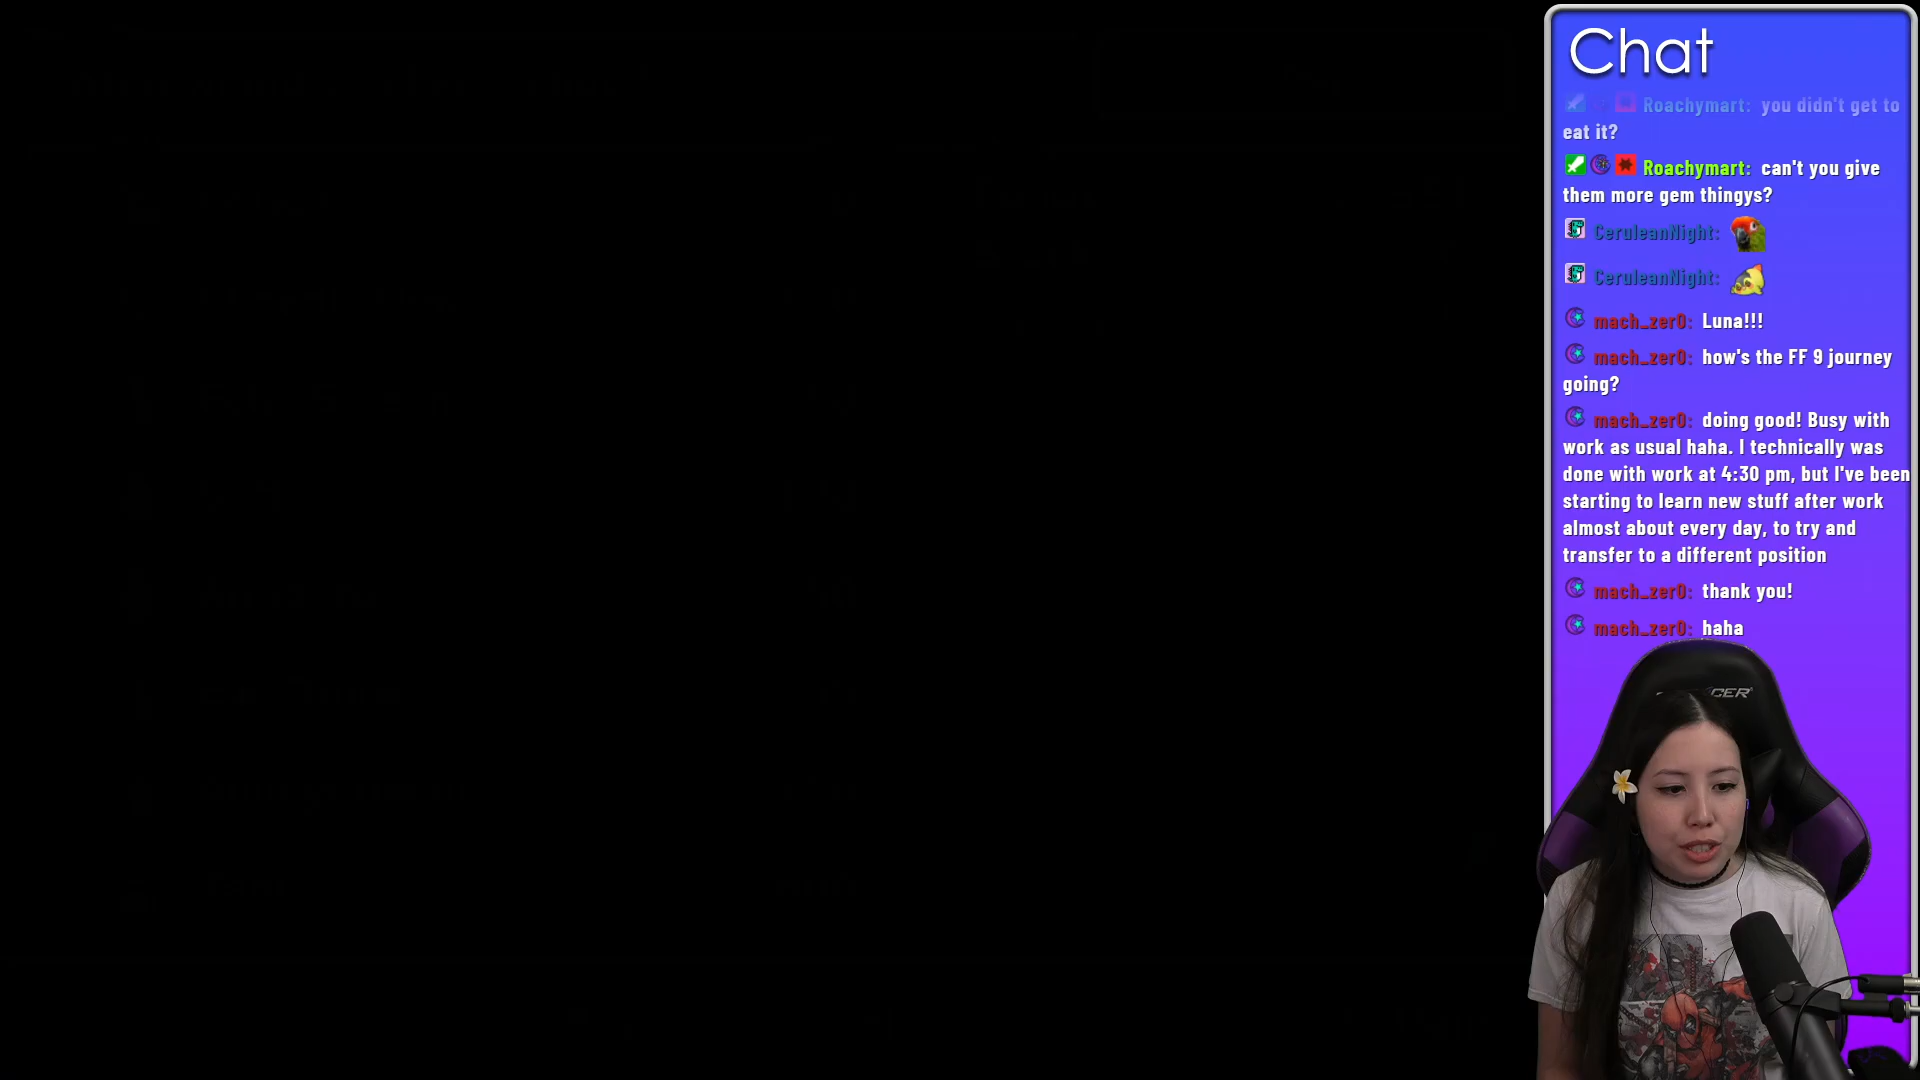 Chat
Roachymart: you didn't get to
eat it?
Roachymart: can't you give
them more gem thingys?
CeruleanNight:
CeruleanNight:
mach_zer0: Luna!!!
mach_zer0: how's the FF 9 journey
going?
mach_zer0: doing good! Busy with
work as usual haha. I technically was
done with work at 4:30 pm, but I've been
starting to learn new stuff after work
almost about every day, to try and
transfer to a different position
mach_zer0: thank you!
mach_zer0: haha